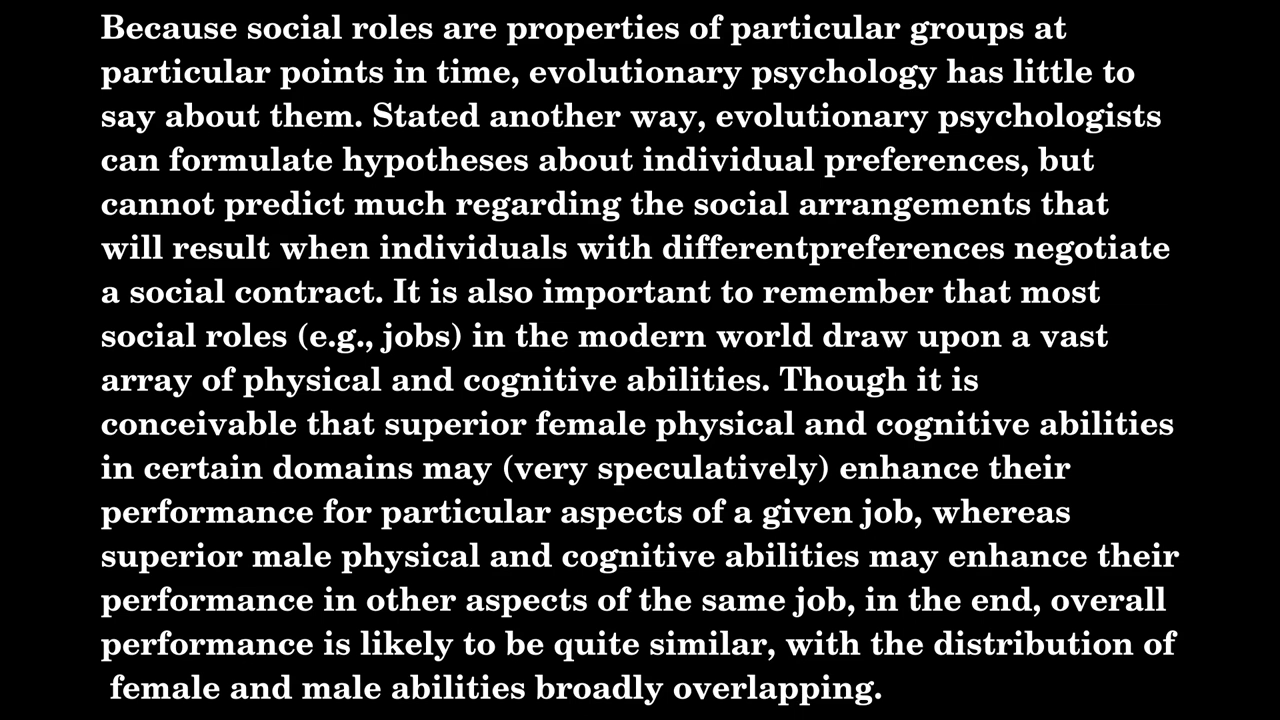 Because social roles are properties of particular groups at
particular points in time, evolutionary psychology has little to
say about them. Stated another way, evolutionary psychologists
can formulate hypotheses about individual preferences, but
cannot predict much regarding the social arrangements that
will result when individuals with differentpreferences negotiate
a social contract. It is also important to remember that most
social roles (e.g., jobs) in the modern world draw upon a vast
array of physical and cognitive abilities. Though it is
conceivable that superior female physical and cognitive abilities
in certain domains may (very speculatively) enhance their
performance for particular aspects of a given job, whereas
superior male physical and cognitive abilities may enhance their
performance in other aspects of the same job, in the end, overall
performance is likely to be quite similar, with the distribution of
female and male abilities broadly overlapping.